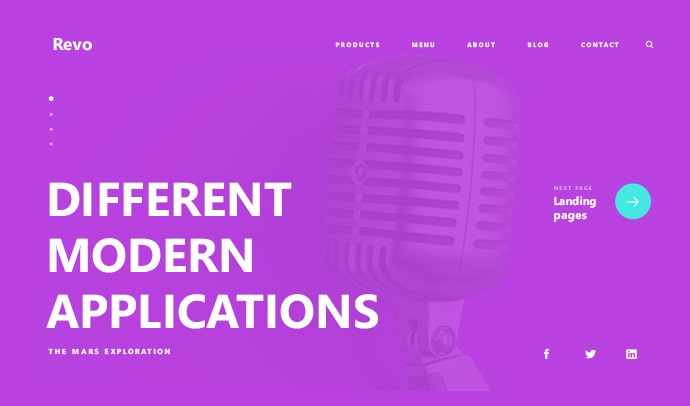 Revo
PRODUCTS MENU ABOUT BLOG CONTACT
NEXT PAGE
Landing
pages
DIFFERENT
MODERN
APPLICATIONS
THE MARS EXPLORATION